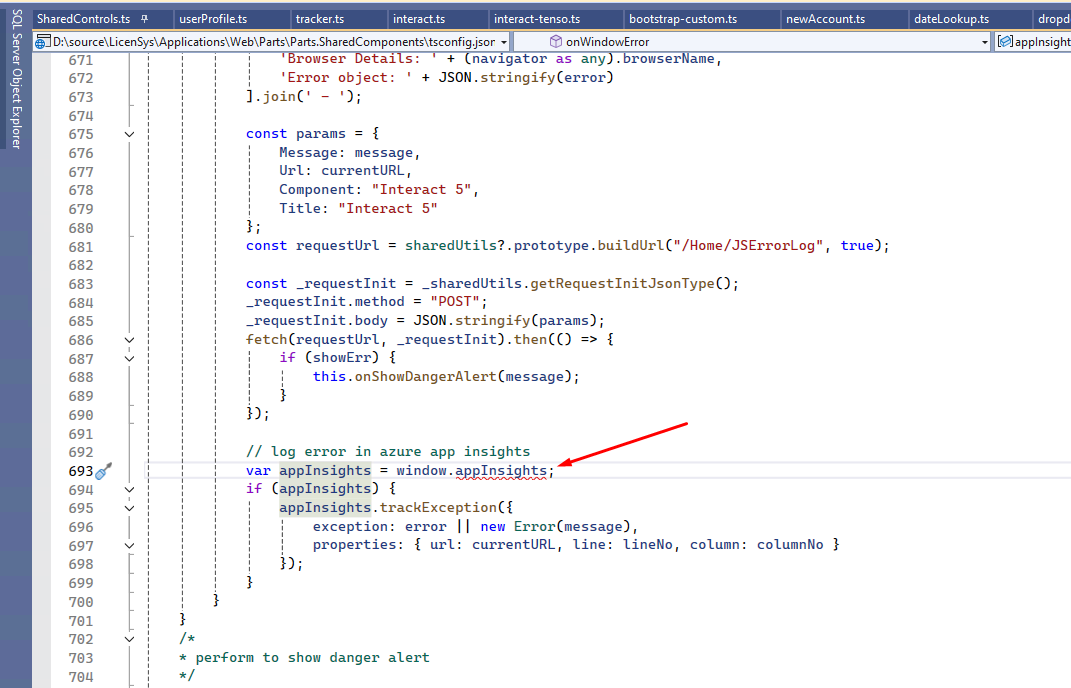 SQL Server Object Explorer
SharedControls.ts userProfile.ts tracker.ts interact.ts interact-tenso.ts bootstrap-custom.ts newAccount.ts dateLookup.ts dropd
D:\source\LicenSys\Applications\Web\Parts\Parts.SharedComponents\tsconfig.jsor onWindowError appInsight
671 'Browser Details: ' + (navigator as any).browserName,
672 'Error object: ' + JSON.stringify(error)
673 ].join(' – ');
674
675 const params = {
676 Message: message,
677 Url: currentURL,
678 Component: "Interact 5",
679 Title: "Interact 5"
680 };
681 const requestUrl = sharedUtils?.prototype.buildUrl("/Home/JSErrorLog", true);
682
683 const _requestInit = _sharedUtils.getRequestInitJsonType();
684 _requestInit.method = "POST";
685 _requestInit.body = JSON.stringify(params);
686 fetch(requestUrl, _requestInit).then(() => {
687 if (showErr) {
688 this.onShowDangerAlert(message);
689 }
690 });
691
692 // log error in azure app insights
693 var appInsights = window.appInsights;
694 if (appInsights) {
695 appInsights.trackException({
696 exception: error || new Error(message),
697 properties: { url: currentURL, line: lineNo, column: columnNo }
698 });
699 }
700 }
701 }
702 /*
703 * perform to show danger alert
704 */